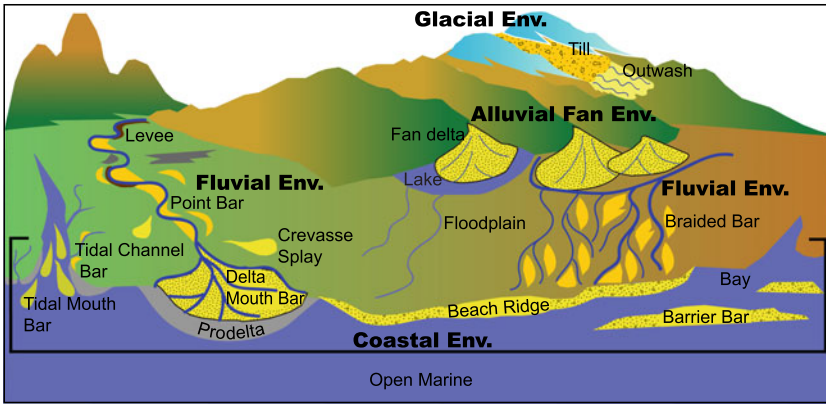 Glacial Env.
Till
Outwash
Alluvial Fan Env.
Levee
Fan delta
Lake
Fluvial Env.
Fluvial Env.
Point Bar
Floodplain
Braided Bar
Crevasse
Splay
Tidal Channel
Bar
Delta
Mouth Bar
Bay
Tidal Mouth
Bar
Beach Ridge
Barrier Bar
Prodelta
Coastal Env.
Open Marine